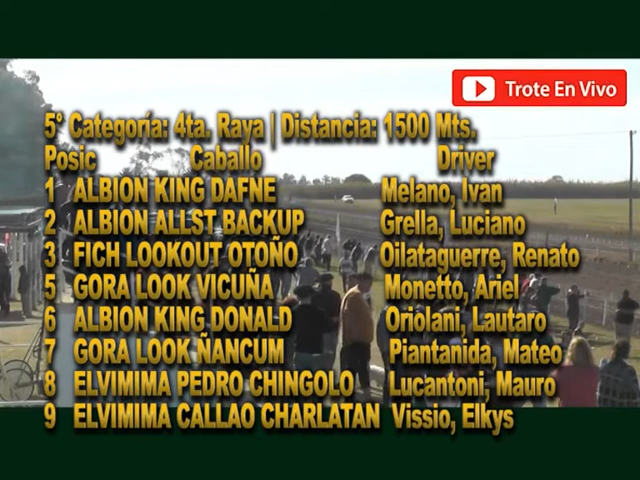 Trote En Vivo
5° Categoría: 4ta. Raya | Distancia: 1500 Mts.
Posic Caballo Driver
1 ALBION KING DAFNE Melano, Ivan
2 ALBION ALLST BACKUP Grella, Luciano
3 FICH LOOKOUT OTOÑO Oilataguerre, Renato
5 GORA LOOK VICUÑA Monetto, Ariel
6 ALBION KING DONALD Oriolani, Lautaro
7 GORA LOOK ÑANCUM Piantanida, Mateo
8 ELVIMIMA PEDRO CHINGOLO Lucantoni, Mauro
9 ELVIMIMA CALLAO CHARLATAN Vissio, Elkys